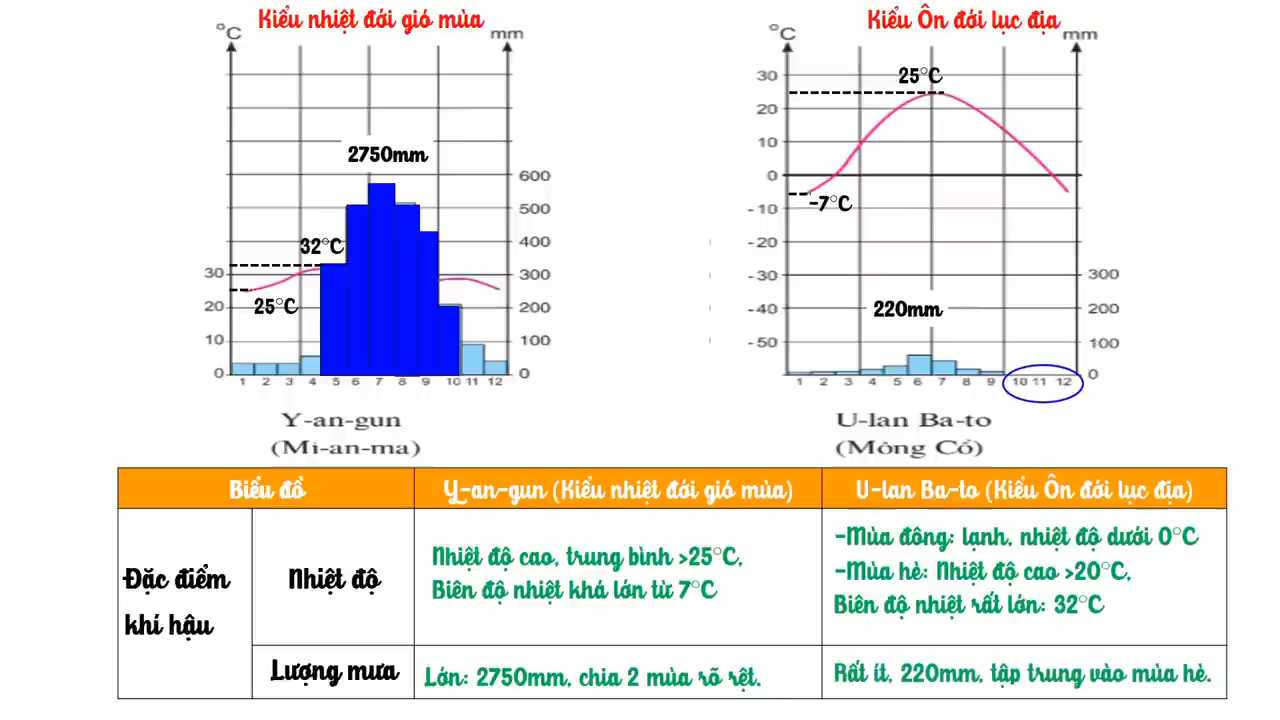 Kiểu nhiệt đới gió mùa
°C
mm
2750mm
32°C
25°C
600
500
400
30 300
20 200
10 100
0 0
1 2 3 4 5 6 7 8 9 10 11 12
Y-an-gun
(Mi-an-ma)
Kiểu Ôn đới lục địa
°C
mm
25°C
30
20
10
0
-7°C
-10
-20
-30 300
220mm
-40 200
-50 100
0
1 2 3 4 5 6 7 8 9 10 11 12
U-lan Ba-to
(Mông Cổ)
Biểu đồ
Y-an-gun (Kiểu nhiệt đới gió mùa)
U-lan Ba-to (Kiểu Ôn đới lục địa)
Đặc điểm
khí hậu
Nhiệt độ
Nhiệt độ cao, trung bình >25°C,
Biên độ nhiệt khá lớn từ 7°C
-Mùa đông: lạnh, nhiệt độ dưới 0°C
-Mùa hè: Nhiệt độ cao >20°C,
Biên độ nhiệt rất lớn: 32°C
Lượng mưa
Lớn: 2750mm, chia 2 mùa rõ rệt.
Rất ít, 220mm, tập trung vào mùa hè.